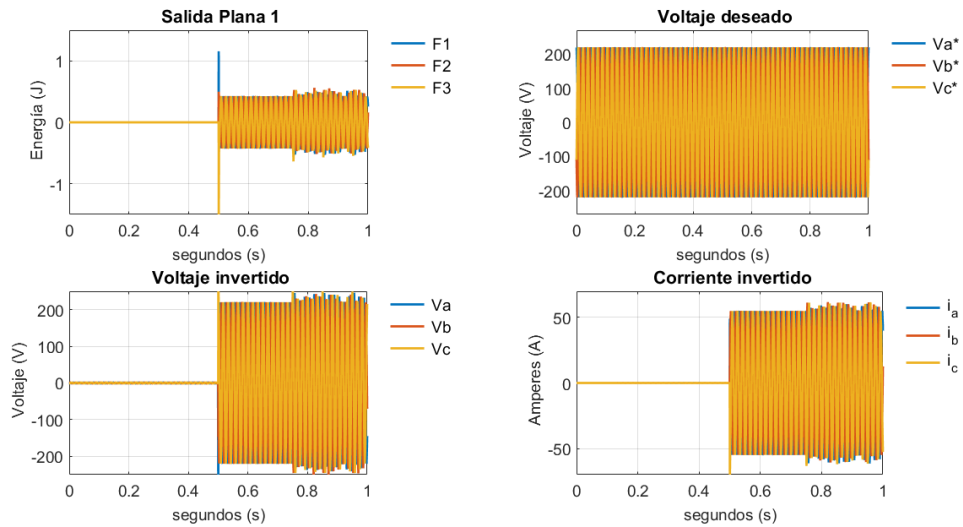 Salida Plana 1
Energía (J)
1
0
-1
0
0.2
0.4
0.6
0.8
1
segundos (s)
F1
F2
F3
Voltaje deseado
Voltaje (V)
200
100
0
-100
-200
0
0.2
0.4
0.6
0.8
1
segundos (s)
Va*
Vb*
Vc*
Voltaje invertido
Voltaje (V)
200
100
0
-100
-200
0
0.2
0.4
0.6
0.8
1
segundos (s)
Va
Vb
Vc
Corriente invertido
Amperes (A)
50
0
-50
0
0.2
0.4
0.6
0.8
1
segundos (s)
i_a
i_b
i_c